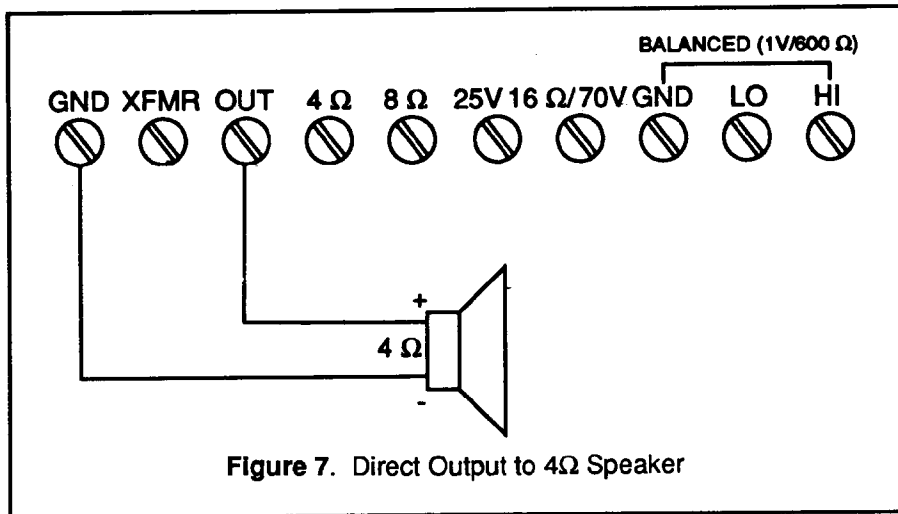 BALANCED (1V/600 Ω)
GND XFMR OUT 4 Ω 8 Ω 25V 16 Ω/70V GND LO HI
+
4 Ω
-
Figure 7. Direct Output to 4Ω Speaker